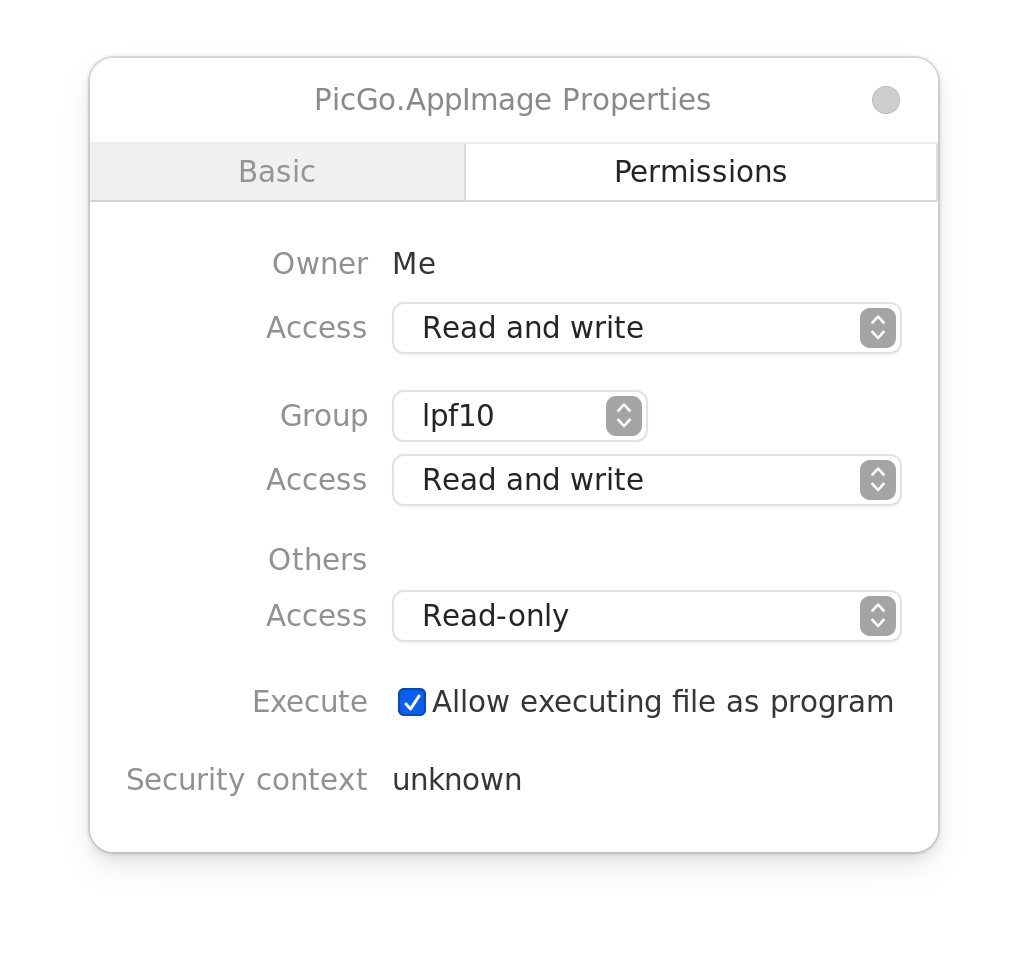 PicGo.AppImage Properties
Basic Permissions
Owner Me
Access Read and write
Group lpf10
Access Read and write
Others
Access Read-only
Execute Allow executing file as program
Security context unknown